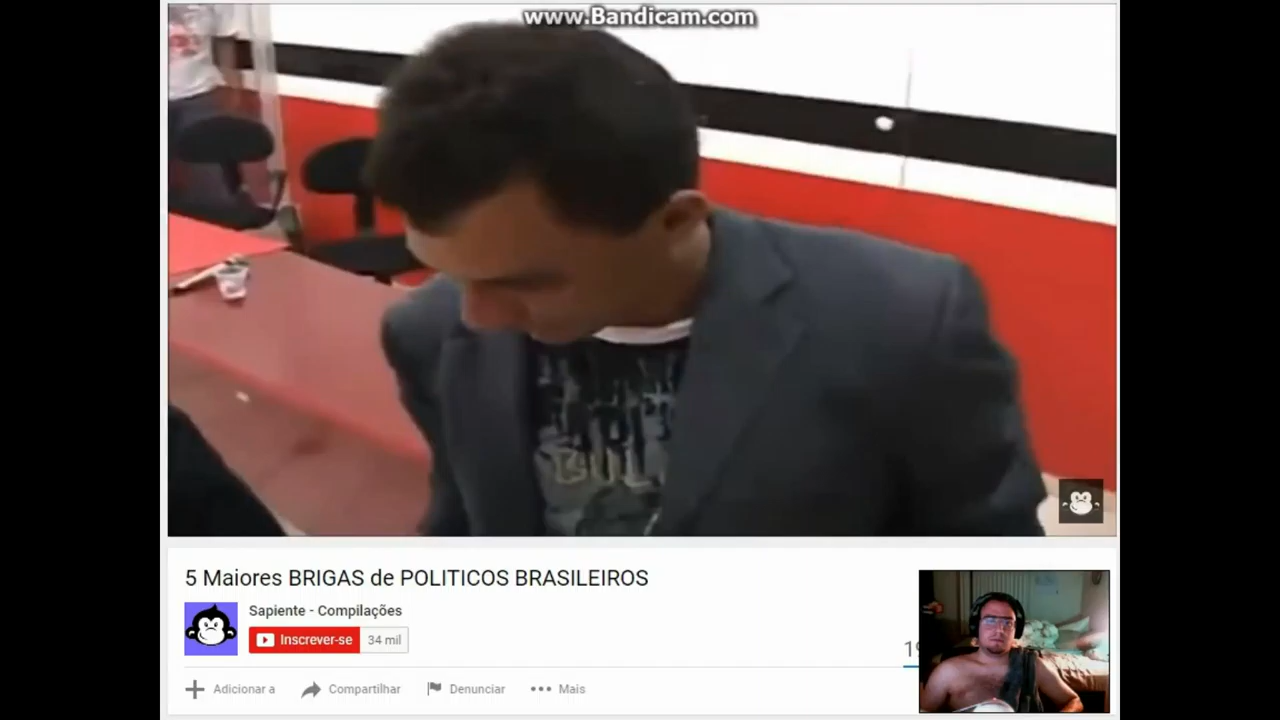 www.Bandicam.com
5 Maiores BRIGAS de POLITICOS BRASILEIROS
Sapiente - Compilações
Inscrever-se 34 mil
Adicionar a Compartilhar Denunciar Mais